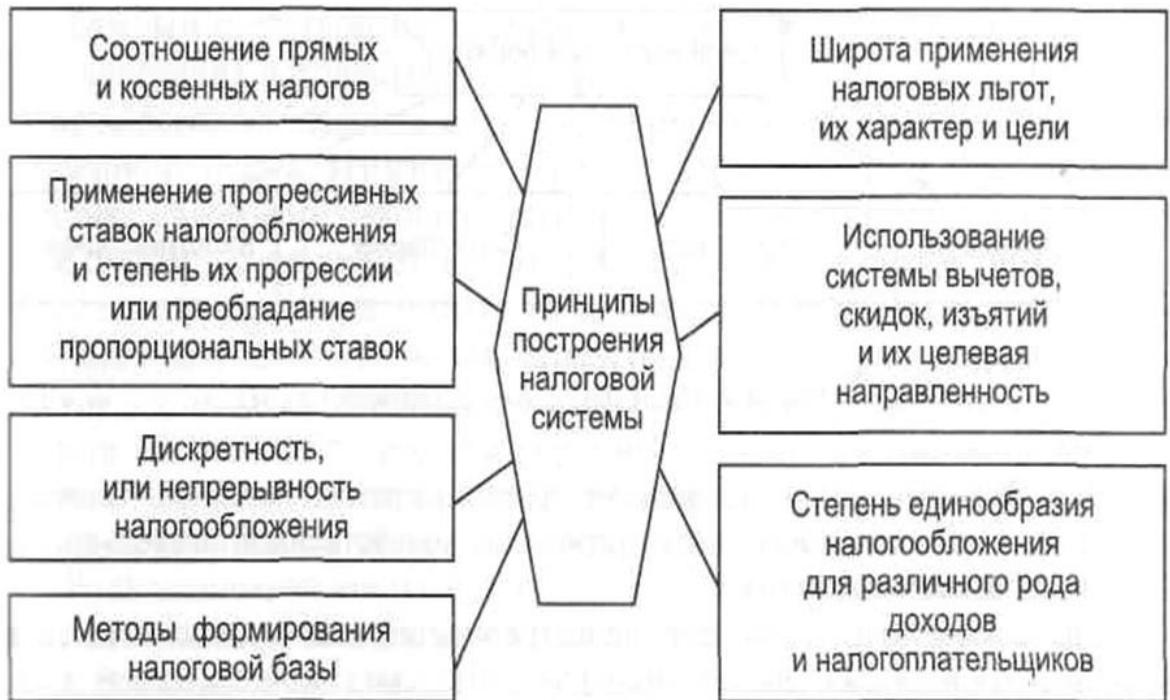 Соотношение прямых
и косвенных налогов
Применение прогрессивных
ставок налогообложения
и степень их прогрессии
или преобладание
пропорциональных ставок
Дискретность,
или непрерывность
налогообложения
Методы формирования
налоговой базы
Принципы
построения
налоговой
системы
Широта применения
налоговых льгот,
их характер и цели
Использование
системы вычетов,
скидок, изъятий
и их целевая
направленность
Степень единообразия
налогообложения
для различного рода
доходов
и налогоплательщиков